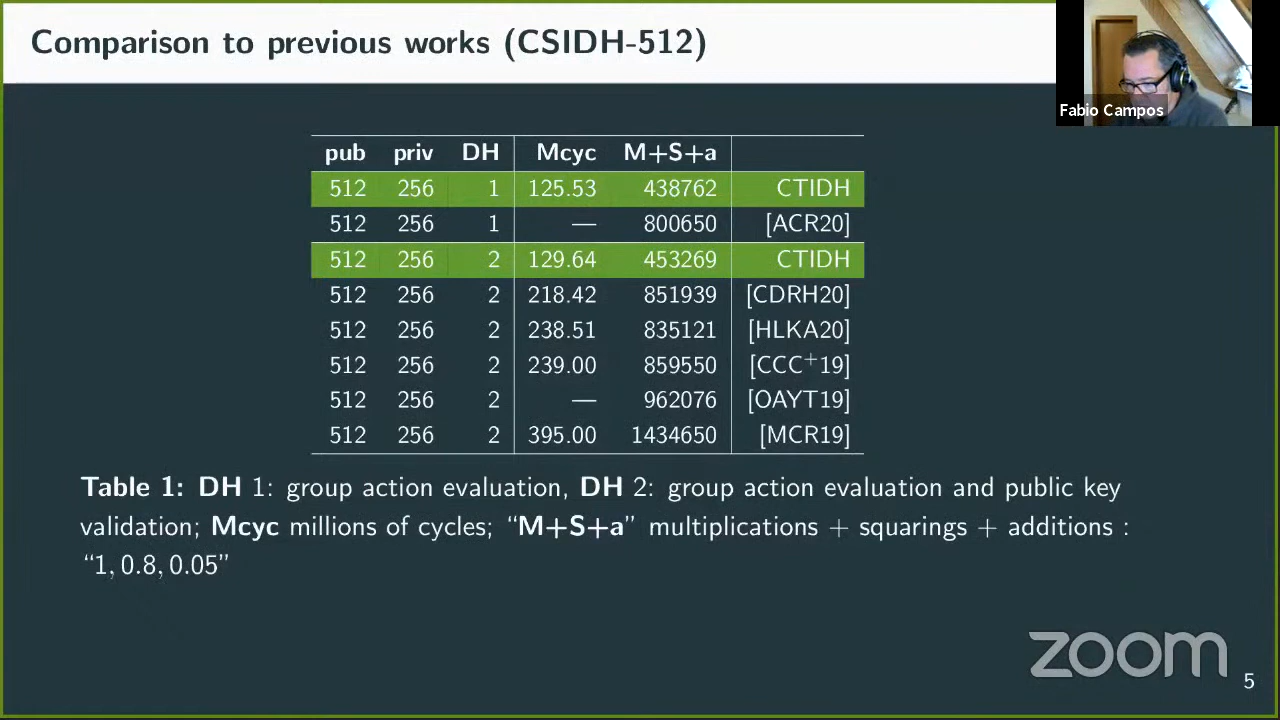 Comparison to previous works (CSIDH-512)
Fabio Campos
pub priv DH Mcyc M+S+a
512 256 1 125.53 438762 CTIDH
512 256 1 — 800650 [ACR20]
512 256 2 129.64 453269 CTIDH
512 256 2 218.42 851939 [CDRH20]
512 256 2 238.51 835121 [HLKA20]
512 256 2 239.00 859550 [CCC+19]
512 256 2 — 962076 [OAYT19]
512 256 2 395.00 1434650 [MCR19]
Table 1: DH 1: group action evaluation, DH 2: group action evaluation and public key
validation; Mcyc millions of cycles; “M+S+a” multiplications + squarings + additions :
“1, 0.8, 0.05”
zoom
5